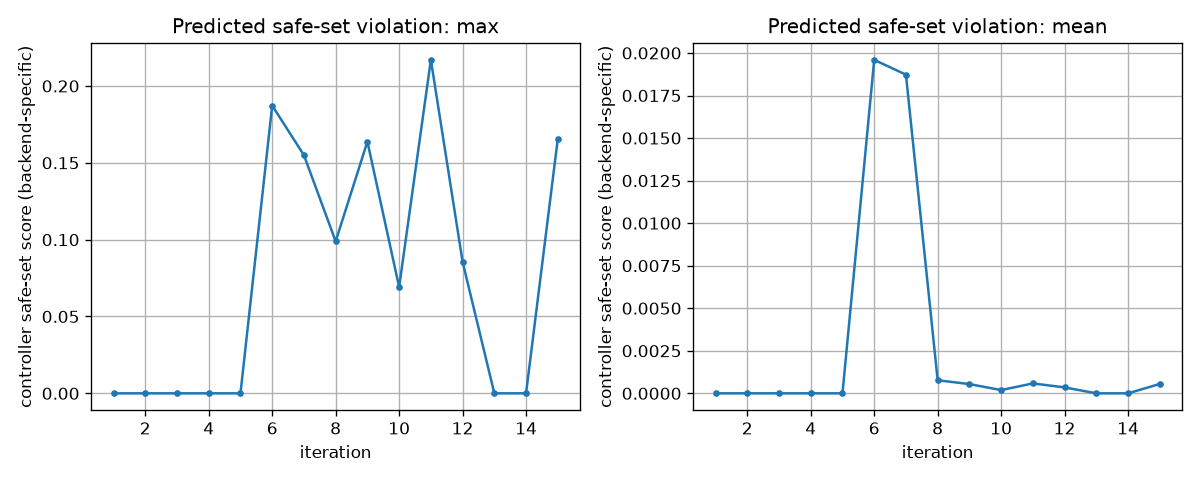 Predicted safe-set violation: max
controller safe-set score (backend-specific)
0.20
0.15
0.10
0.05
0.00
2 4 6 8 10 12 14
iteration
Predicted safe-set violation: mean
controller safe-set score (backend-specific)
0.0200
0.0175
0.0150
0.0125
0.0100
0.0075
0.0050
0.0025
0.0000
2 4 6 8 10 12 14
iteration